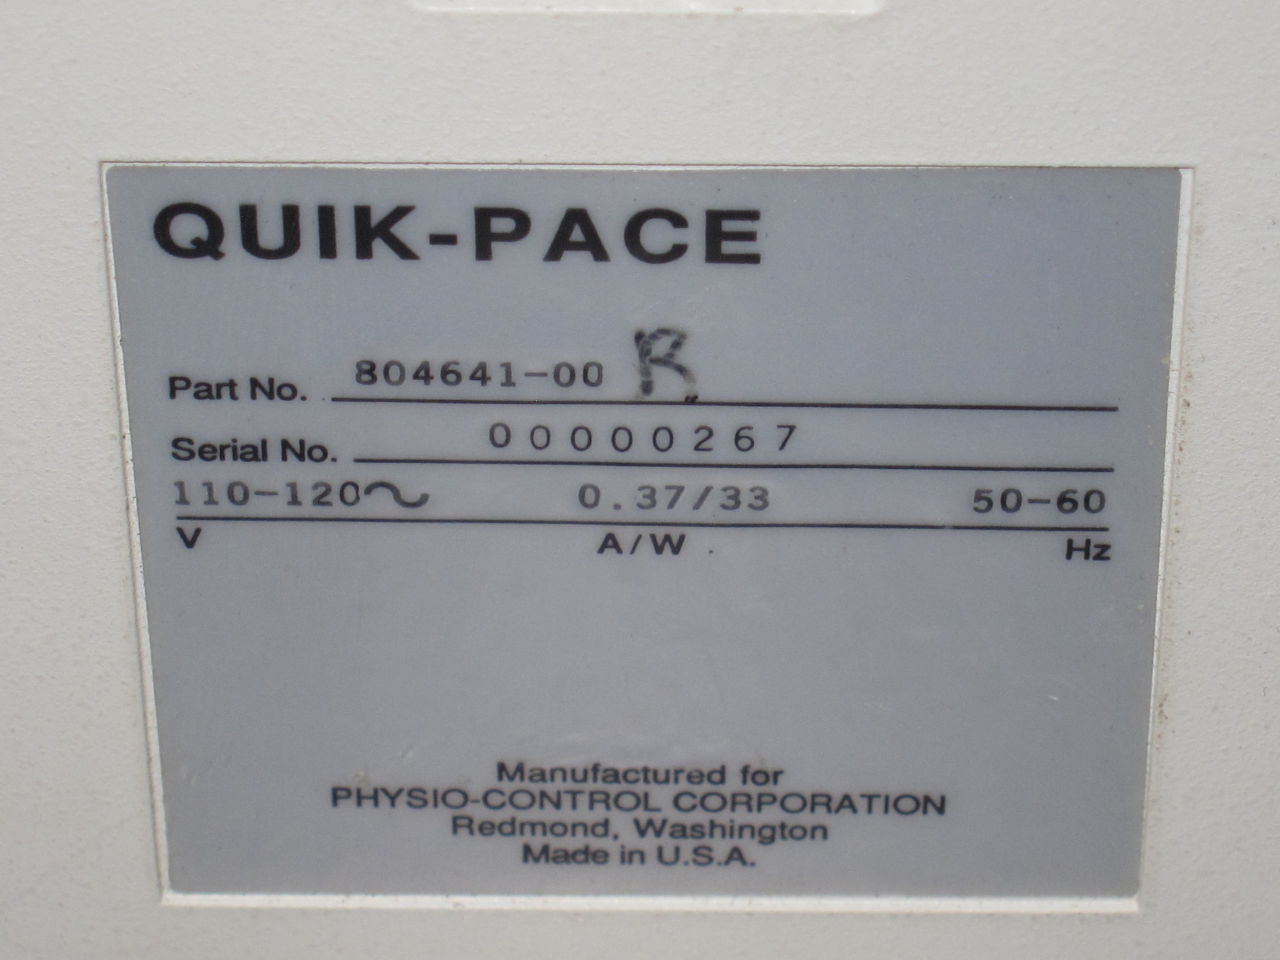 QUIK-PACE
Part No. 804641-00 R
Serial No. 00000267
110-120~ 0.37/33 50-60
V A/W Hz
Manufactured for
PHYSIO-CONTROL CORPORATION
Redmond, Washington
Made in U.S.A.